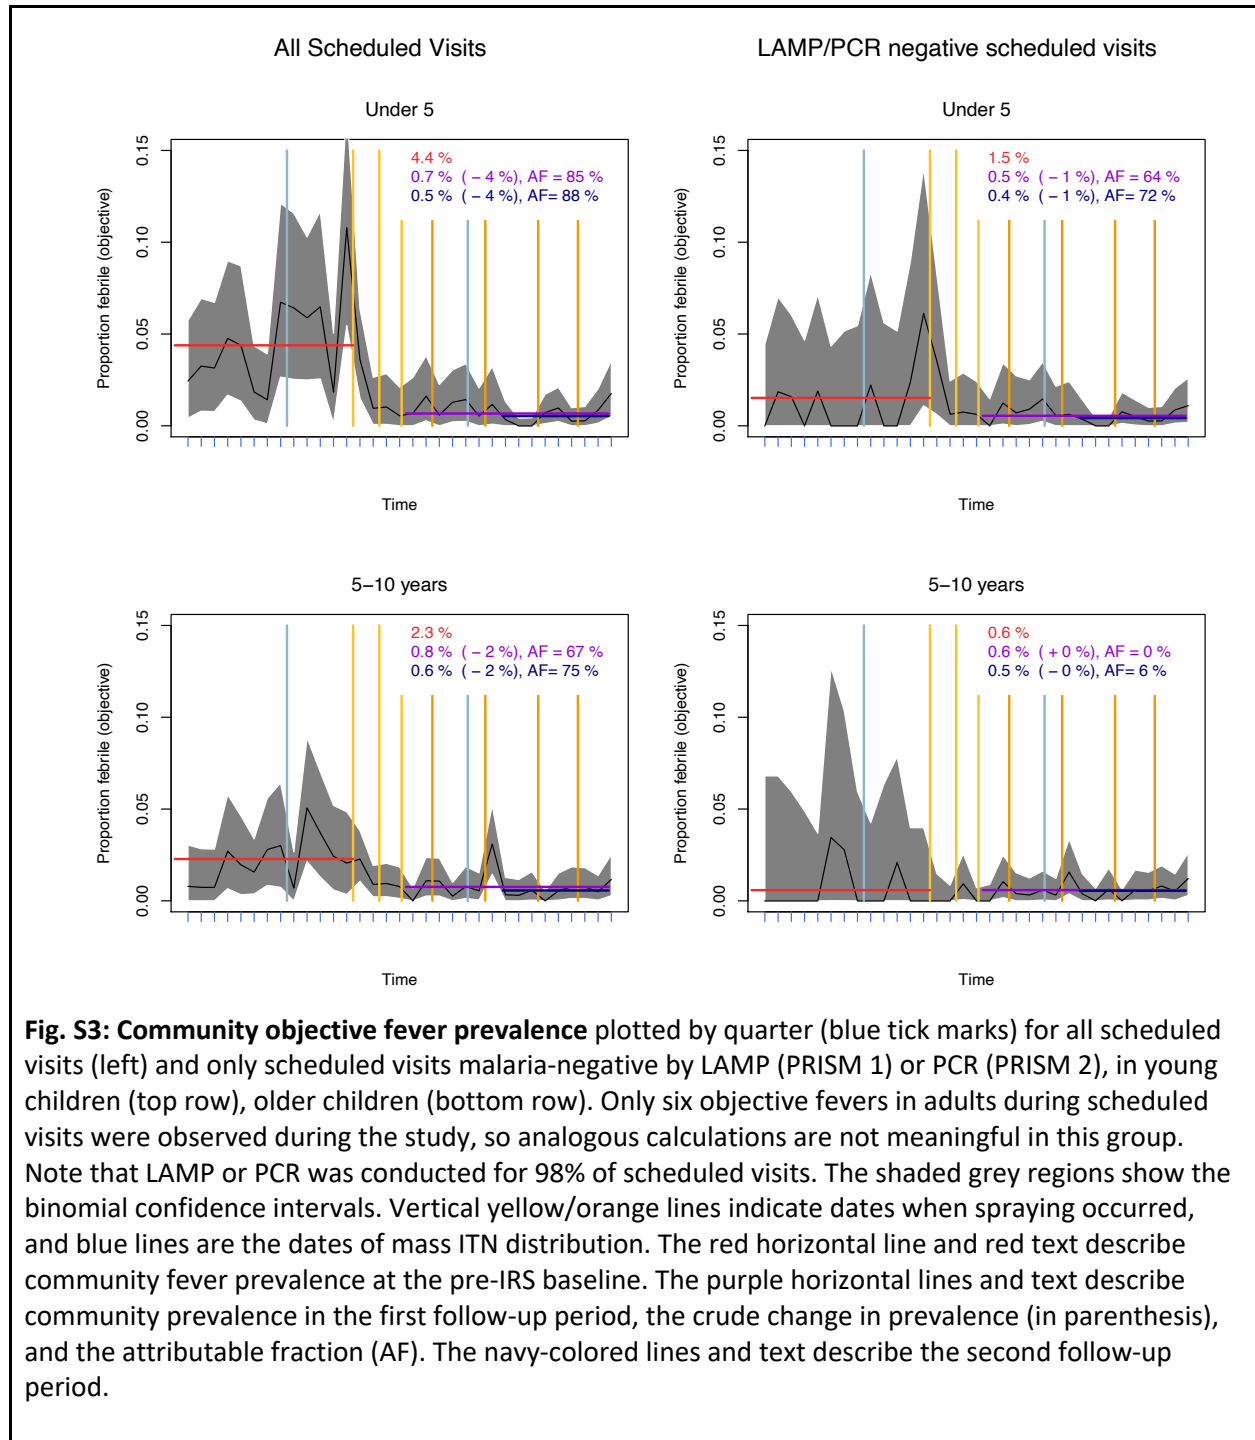 All Scheduled Visits
LAMP/PCR negative scheduled visits
Under 5
Proportion febrile (objective)
0.15
0.10
0.05
0.00
4.4 %
0.7 % ( − 4 %), AF = 85 %
0.5 % ( − 4 %), AF= 88 %
Time
Under 5
Proportion febrile (objective)
0.15
0.10
0.05
0.00
1.5 %
0.5 % ( − 1 %), AF = 64 %
0.4 % ( − 1 %), AF= 72 %
Time
5−10 years
Proportion febrile (objective)
0.15
0.10
0.05
0.00
2.3 %
0.8 % ( − 2 %), AF = 67 %
0.6 % ( − 2 %), AF= 75 %
Time
5−10 years
Proportion febrile (objective)
0.15
0.10
0.05
0.00
0.6 %
0.6 % ( + 0 %), AF = 0 %
0.5 % ( − 0 %), AF= 6 %
Time
Fig. S3: Community objective fever prevalence plotted by quarter (blue tick marks) for all scheduled
visits (left) and only scheduled visits malaria-negative by LAMP (PRISM 1) or PCR (PRISM 2), in young
children (top row), older children (bottom row). Only six objective fevers in adults during scheduled
visits were observed during the study, so analogous calculations are not meaningful in this group.
Note that LAMP or PCR was conducted for 98% of scheduled visits. The shaded grey regions show the
binomial confidence intervals. Vertical yellow/orange lines indicate dates when spraying occurred,
and blue lines are the dates of mass ITN distribution. The red horizontal line and red text describe
community fever prevalence at the pre-IRS baseline. The purple horizontal lines and text describe
community prevalence in the first follow-up period, the crude change in prevalence (in parenthesis),
and the attributable fraction (AF). The navy-colored lines and text describe the second follow-up
period.